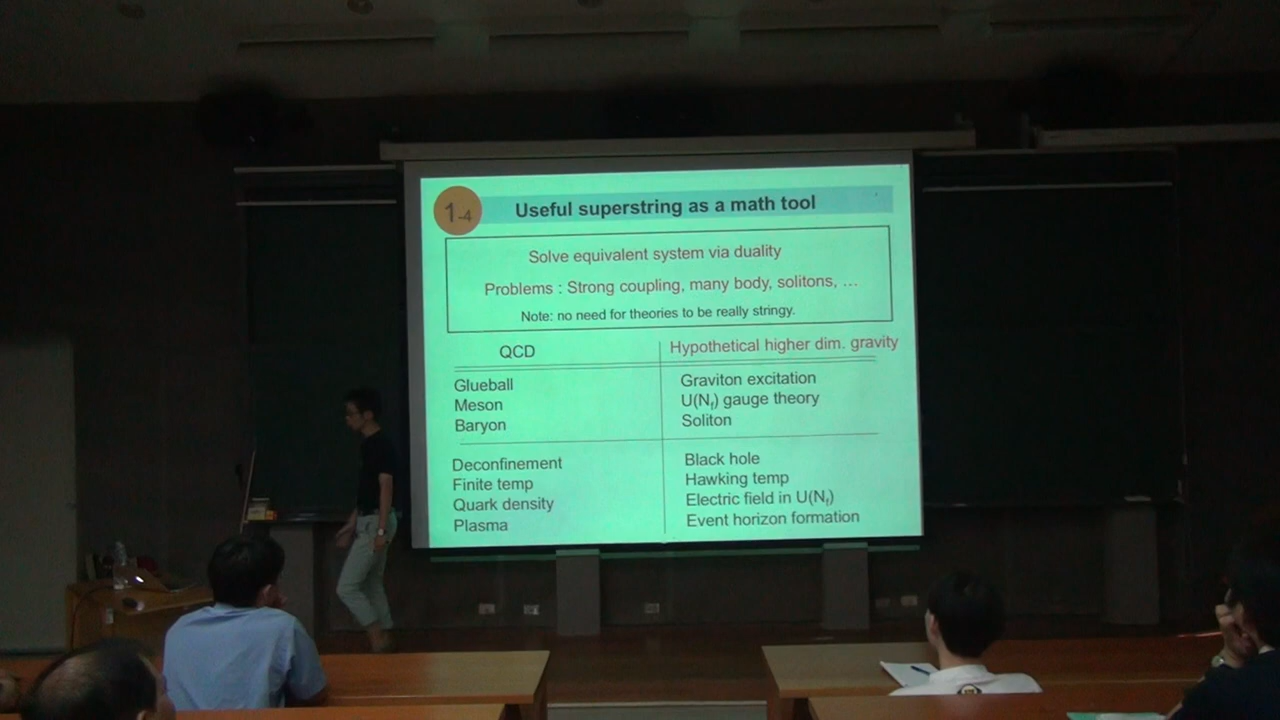 1-4
Useful superstring as a math tool
Solve equivalent system via duality
Problems : Strong coupling, many body, solitons, ...
Note: no need for theories to be really stringy.
QCD Hypothetical higher dim. gravity
Glueball Graviton excitation
Meson U(Nf) gauge theory
Baryon Soliton
Deconfinement Black hole
Finite temp Hawking temp
Quark density Electric field in U(Nf)
Plasma Event horizon formation